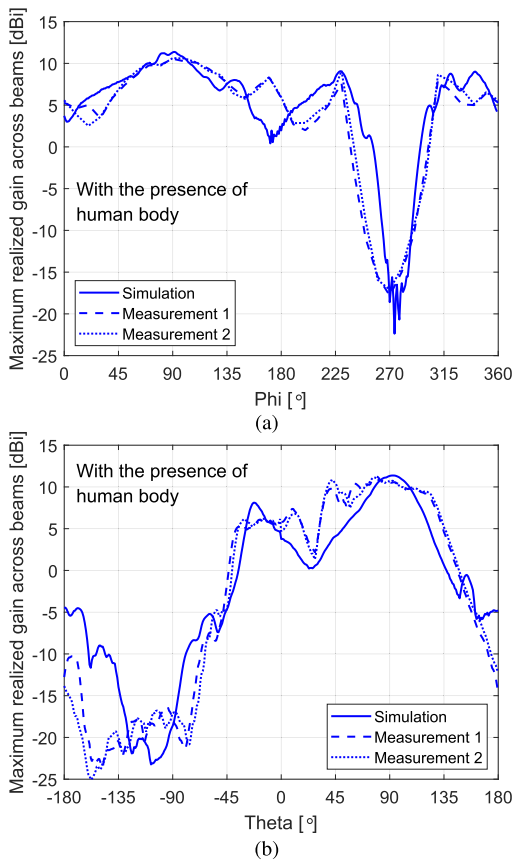 Maximum realized gain across beams [dBi]
15
10
5
0
-5
-10
-15
-20
-25
With the presence of
human body
Simulation
Measurement 1
Measurement 2
0 45 90 135 180 225 270 315 360
Phi [°]
(a)
Maximum realized gain across beams [dBi]
15
10
5
0
-5
-10
-15
-20
-25
With the presence of
human body
Simulation
Measurement 1
Measurement 2
-180 -135 -90 -45 0 45 90 135 180
Theta [°]
(b)